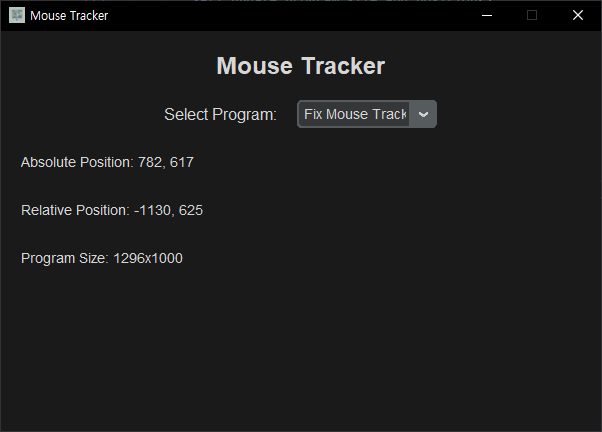 Mouse Tracker
Mouse Tracker
Select Program: Fix Mouse Track
Absolute Position: 782, 617
Relative Position: -1130, 625
Program Size: 1296x1000